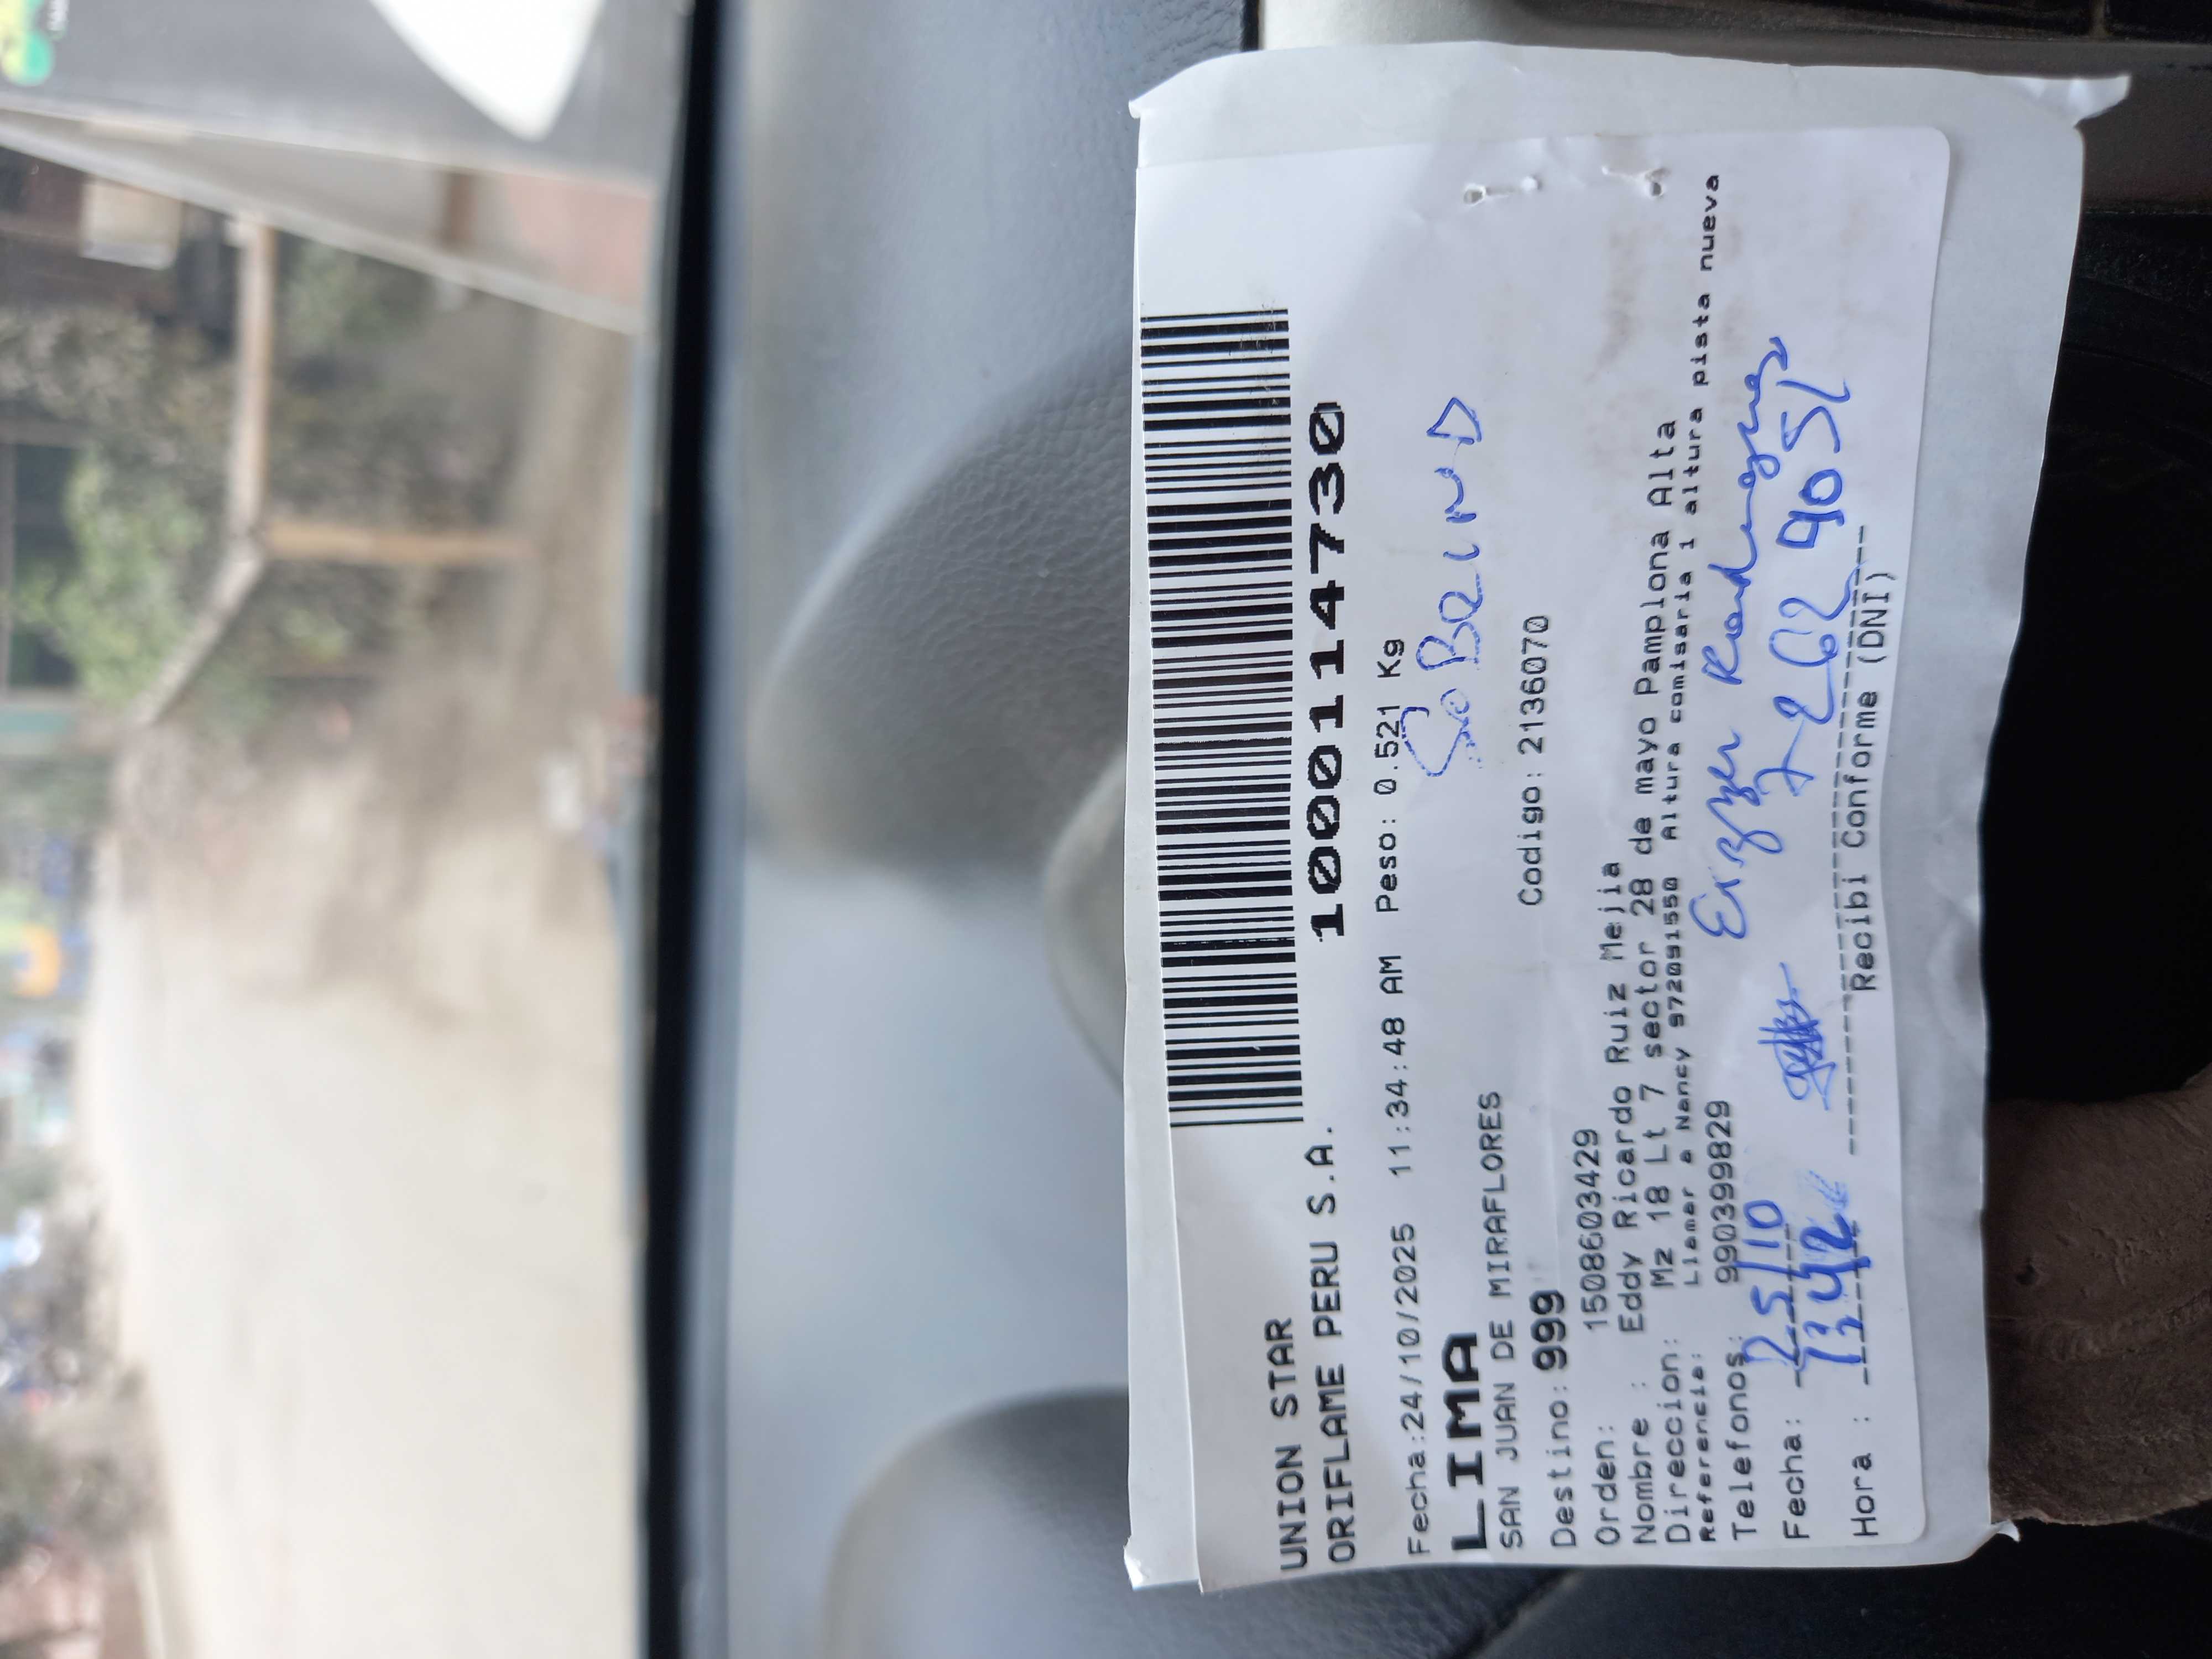 UNION STAR
ORIFLAME PERU S.A.
1000114730
Fecha:24/10/2025 11:34:48 AM Peso: 0.521 Kg
LIMA
SoBRIND
SAN JUAN DE MIRAFLORES
Destino:999 Codigo: 2136070
Orden: 1508603429
Nombre : Eddy Ricardo Ruiz Mejia
Direccion: Mz 18 Lt 7 sector 28 de mayo Pamplona Alta
Referencia: Llamar a Nancy 972091550 Altura comisaria 1 altura pista nueva
Telefonos: 990399829
Fecha: 25/10
Hora : 1342
Recibi Conforme (DNI)